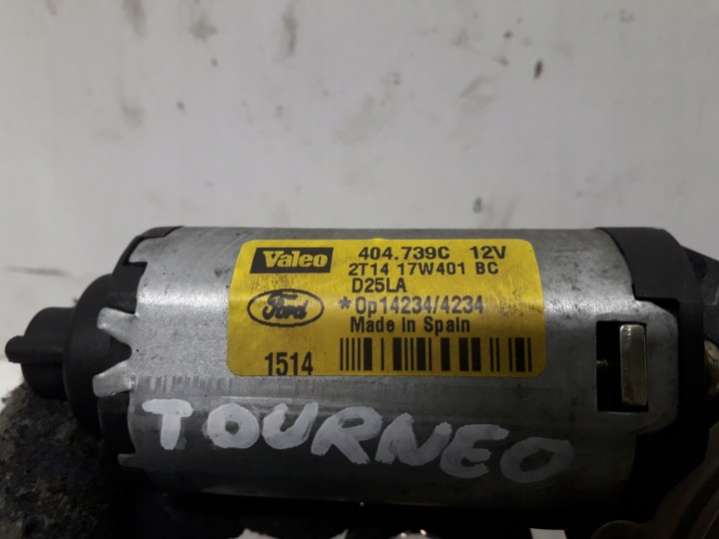 Valeo 404.739C 12V
2T14 17W401 BC
D25LA
Ford *Op14234/4234
Made in Spain
1514
TOURNEO